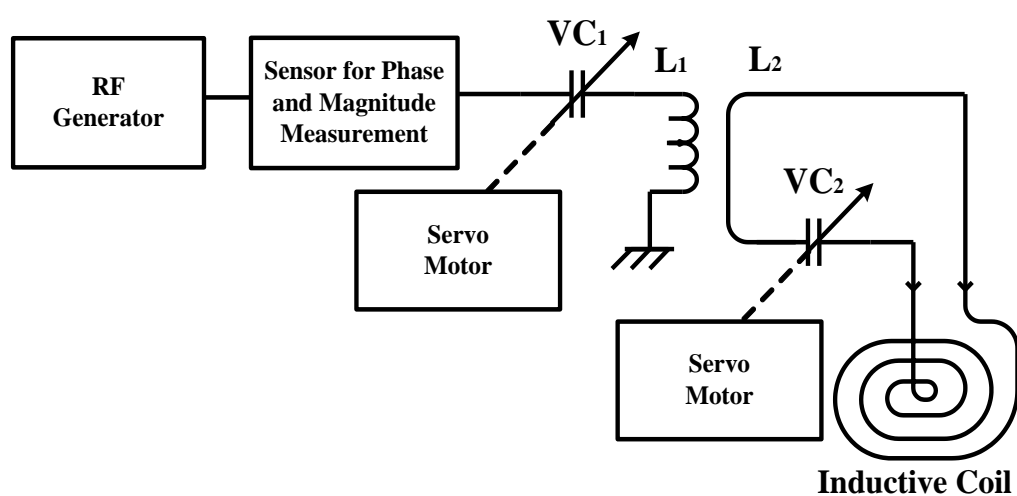 RF
Generator
Sensor for Phase
and Magnitude
Measurement
VC1
L1
L2
Servo
Motor
VC2
Servo
Motor
Inductive Coil